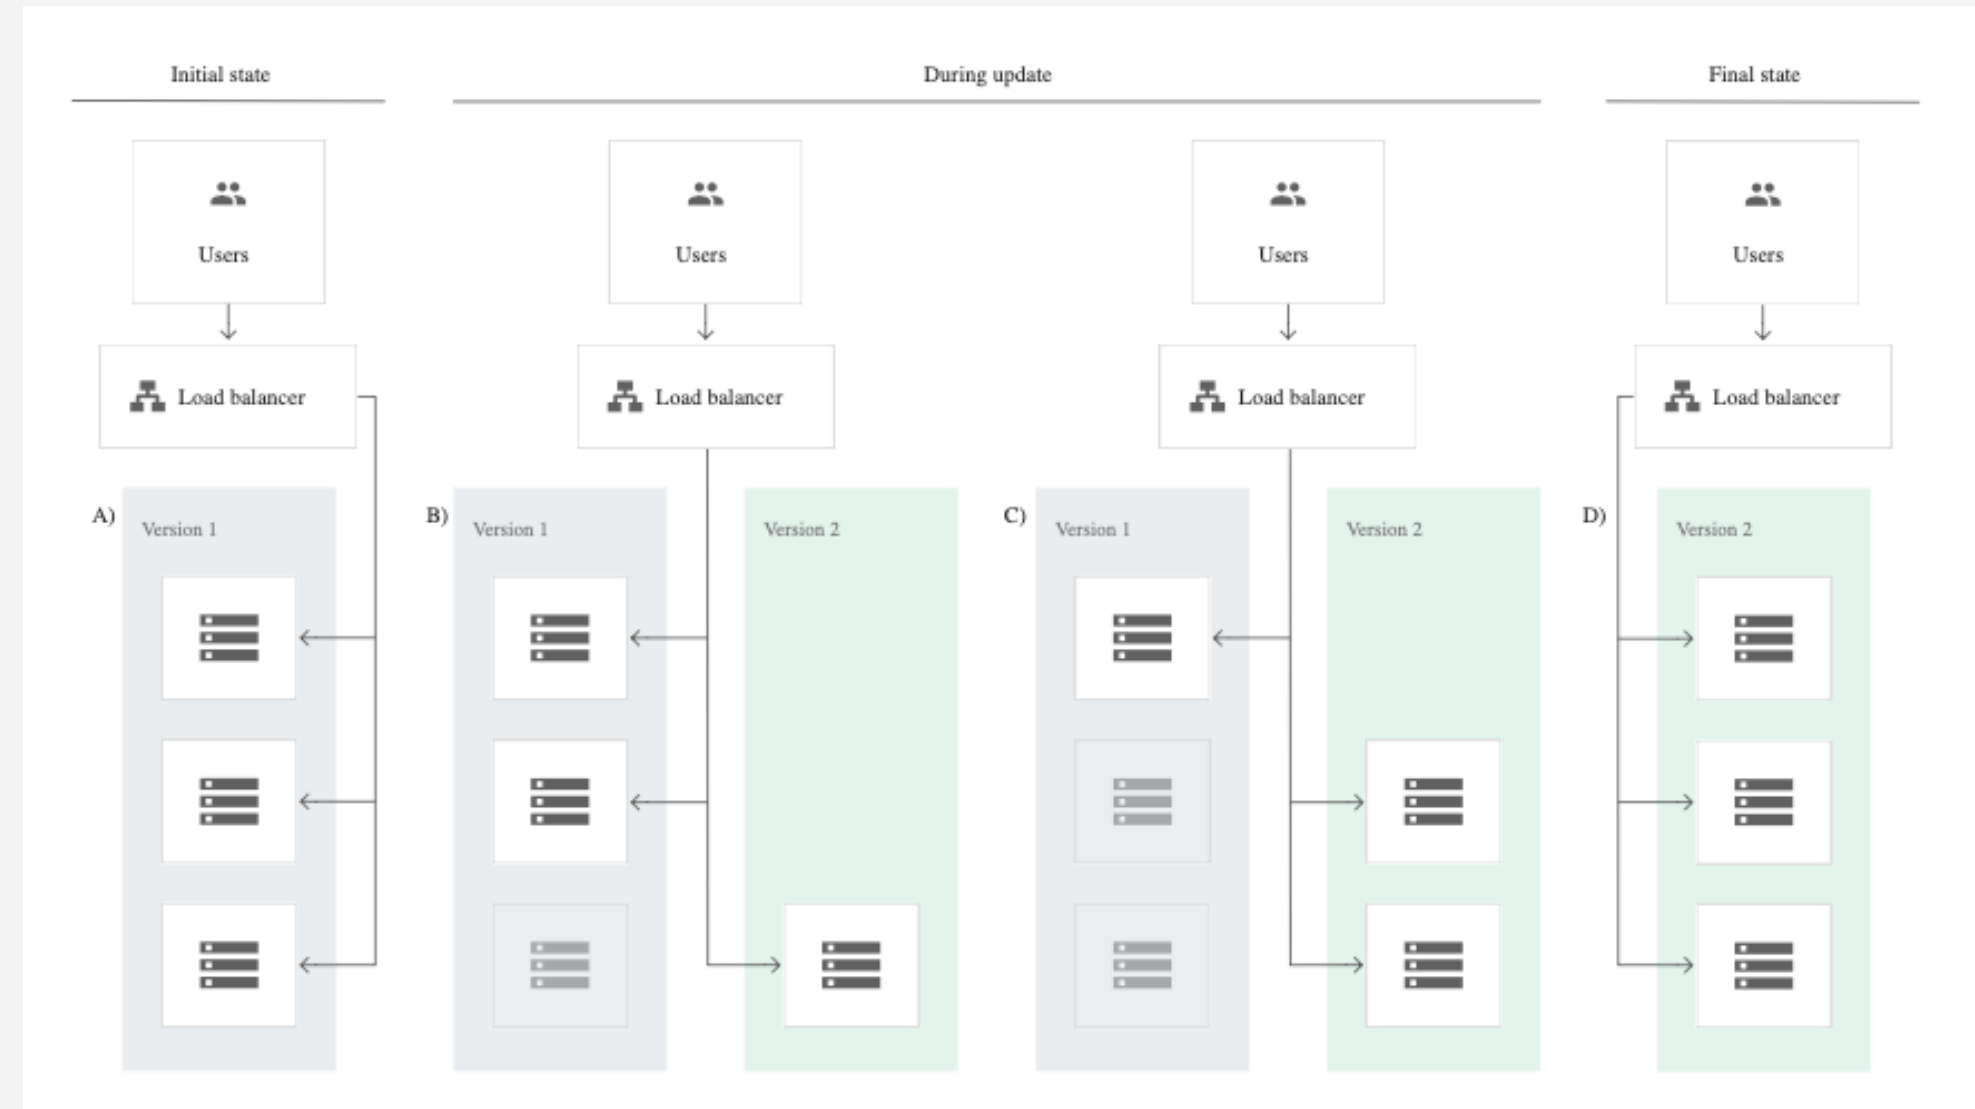 Initial state
During update
Final state
Users
Users
Users
Users
Load balancer
Load balancer
Load balancer
Load balancer
A)
Version 1
B)
Version 1
Version 2
C)
Version 1
Version 2
D)
Version 2